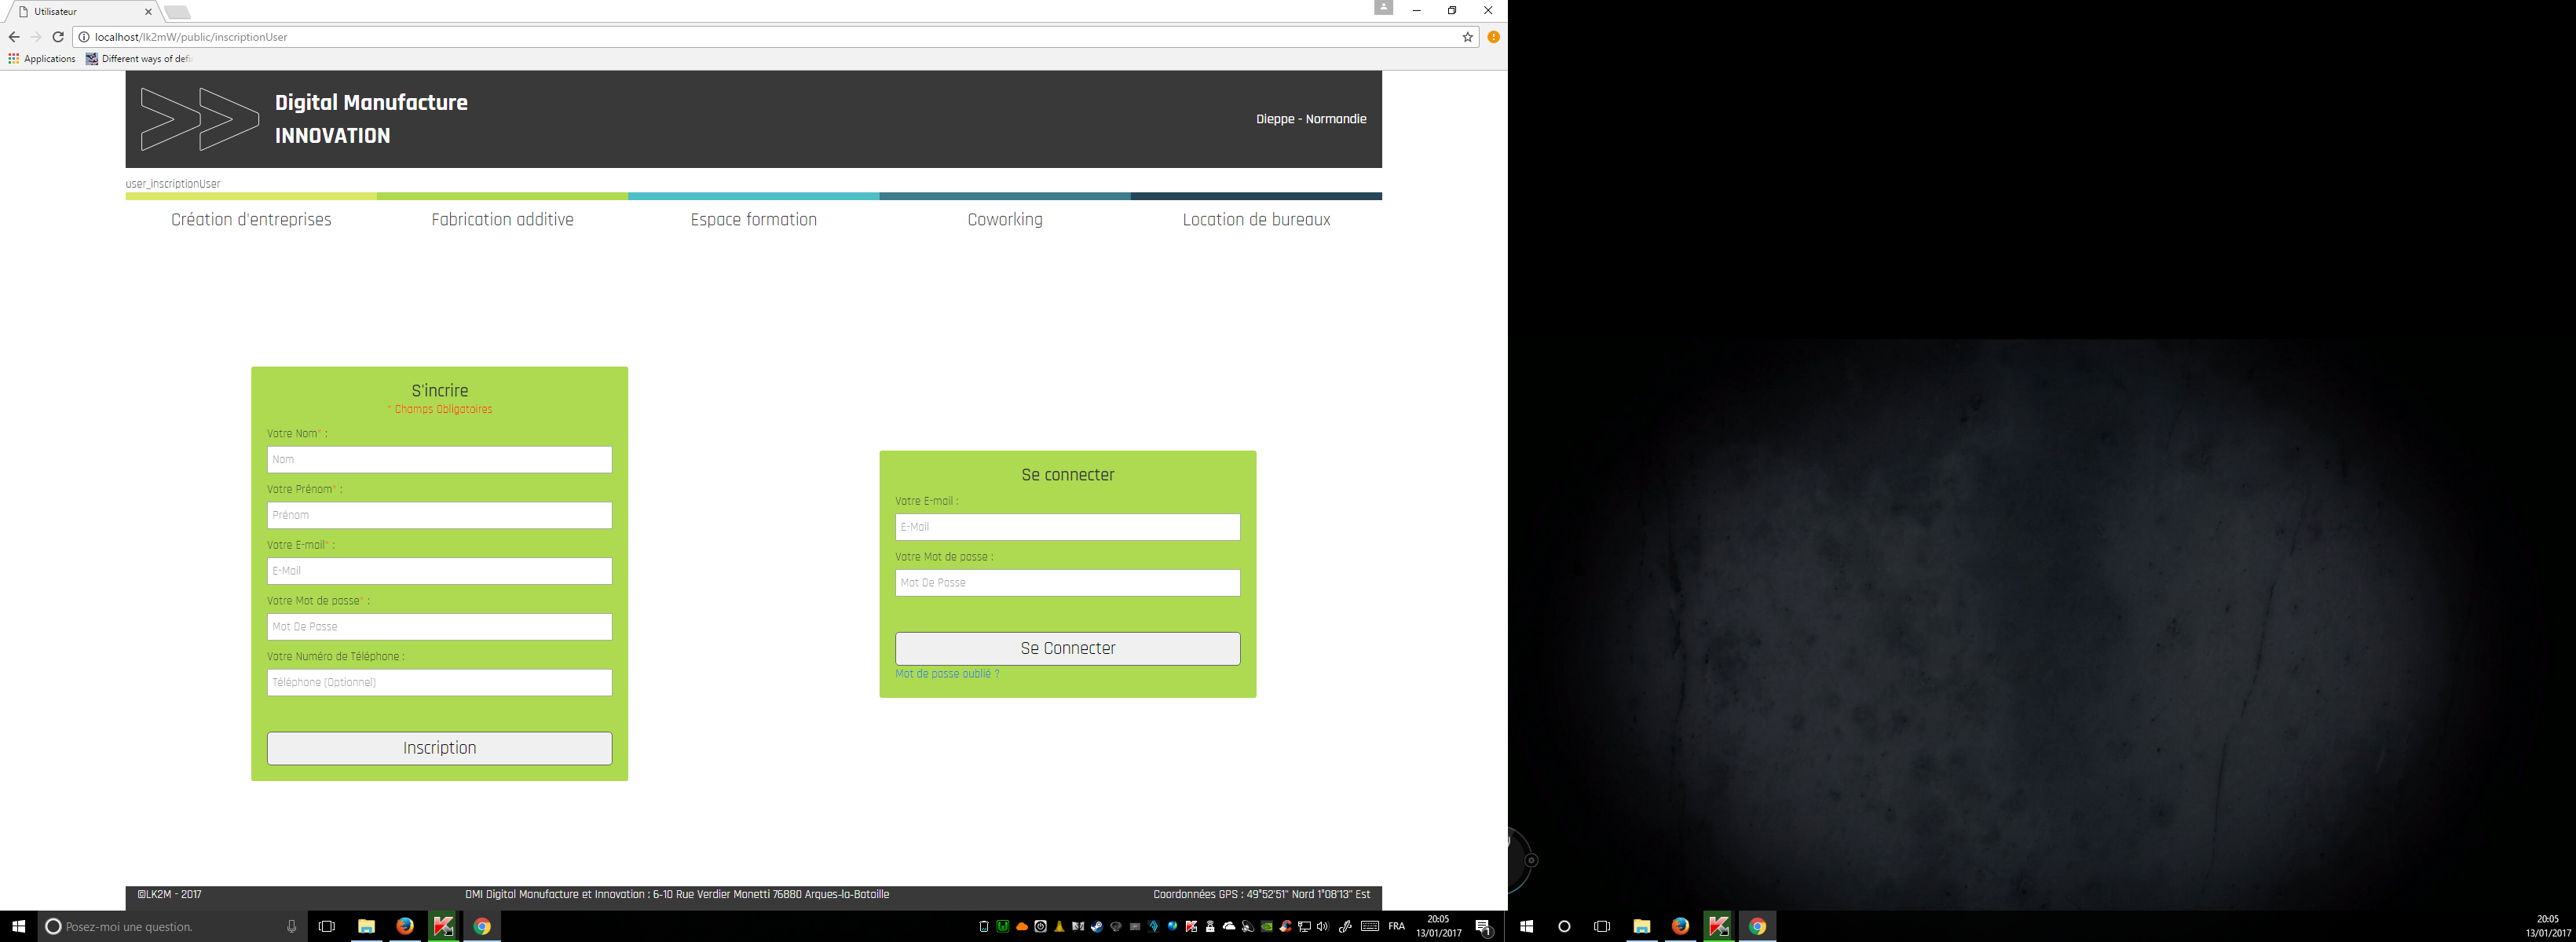 Utilisateur
localhost/lk2mW/public/inscriptionUser
Applications
Different ways of defi
Digital Manufacture
INNOVATION
Dieppe - Normandie
user_inscriptionUser
Création d'entreprises
Fabrication additive
Espace formation
Coworking
Location de bureaux
S'incrire
* Champs Obligatoires
Votre Nom* :
Nom
Votre Prénom* :
Prénom
Votre E-mail* :
E-Mail
Votre Mot de passe* :
Mot De Passe
Votre Numéro de Téléphone :
Téléphone (Optionnel)
Inscription
Se connecter
Votre E-mail :
E-Mail
Votre Mot de passe :
Mot De Passe
Se Connecter
Mot de passe oublié ?
©LK2M - 2017
DMI Digital Manufacture et Innovation : 6-10 Rue Verdier Monetti 76880 Arques-la-Bataille
Coordonnées GPS : 49°52'51" Nord 1°08'13" Est
Posez-moi une question.
FRA
20:05
13/01/2017
1
20:05
13/01/2017